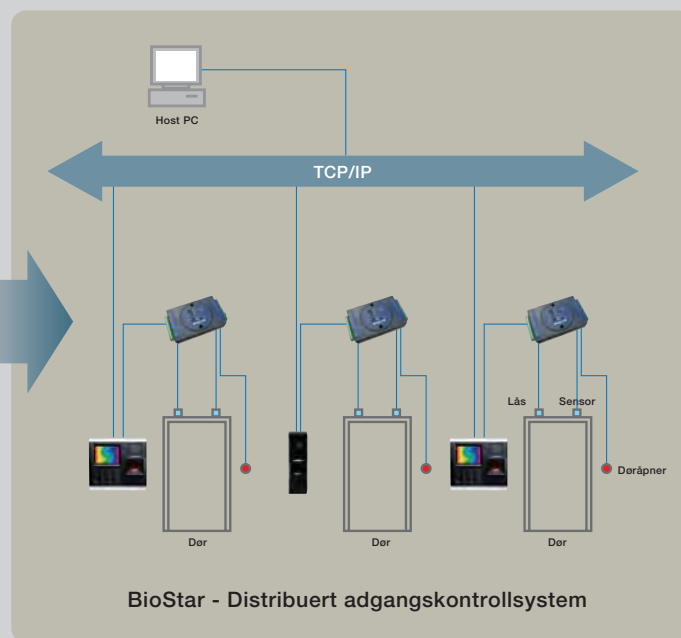 Host PC
TCP/IP
Lås
Sensor
Døråpner
Dør
Dør
Dør
BioStar - Distribuert adgangskontrollsystem